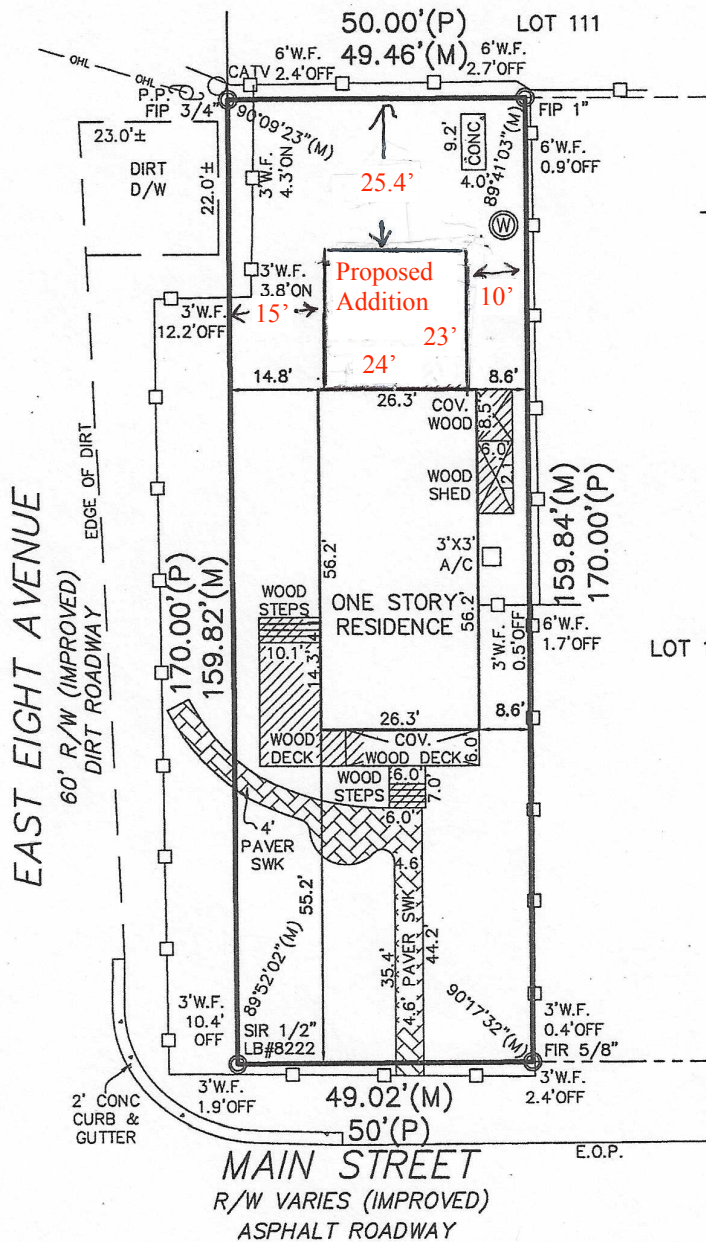 50.00'(P)
49.46'(M)
LOT 111
OHL
OHL
CATV
6'W.F.
2.4'OFF
6'W.F.
2.7'OFF
P.P.
FIP 3/4"
FIP 1"
90°09'23"(M)
89°41'03"(M)
23.0'±
DIRT
D/W
22.0'±
3'W.F.
4.3'ON
25.4'
9.2'
CONC.
4.0'
6'W.F.
0.9'OFF
W
3'W.F.
3.8'ON
3'W.F.
12.2'OFF
15'
Proposed
Addition
10'
23'
24'
14.8'
26.3'
8.6'
COV.
WOOD
8.5'
6.0'
WOOD
SHED
EDGE OF DIRT
EAST EIGHT AVENUE
60' R/W (IMPROVED)
DIRT ROADWAY
170.00'(P)
159.82'(M)
159.84'(M)
170.00'(P)
56.2'
3'X3'
A/C
WOOD
STEPS
ONE STORY
RESIDENCE
56.2'
10.1'
3'W.F.
0.5'OFF
6'W.F.
1.7'OFF
26.3'
8.6'
WOOD
DECK
COV.
WOOD DECK
6.0'
WOOD
STEPS
6.0'
7.0'
6.0'
4'
PAVER
SWK
4.6'
55.2'
35.4'
4.6' PAVER SWK
44.2'
89°52'02"(M)
90°17'32"(M)
3'W.F.
10.4'
OFF
SIR 1/2"
LB#8222
3'W.F.
0.4'OFF
FIR 5/8"
3'W.F.
1.9'OFF
3'W.F.
2.4'OFF
2' CONC
CURB &
GUTTER
49.02'(M)
50'(P)
E.O.P.
MAIN STREET
R/W VARIES (IMPROVED)
ASPHALT ROADWAY